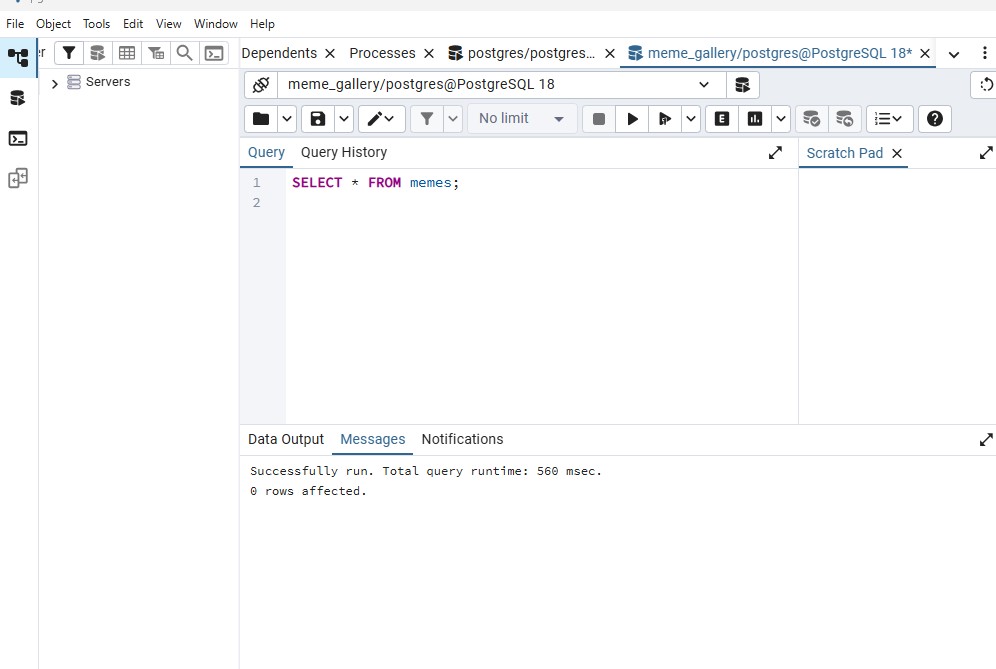 File Object Tools Edit View Window Help
er Dependents Processes postgres/postgres... meme_gallery/postgres@PostgreSQL 18*
Servers
meme_gallery/postgres@PostgreSQL 18
No limit E
Query Query History Scratch Pad
1 SELECT * FROM memes;
2
Data Output Messages Notifications
Successfully run. Total query runtime: 560 msec.
0 rows affected.